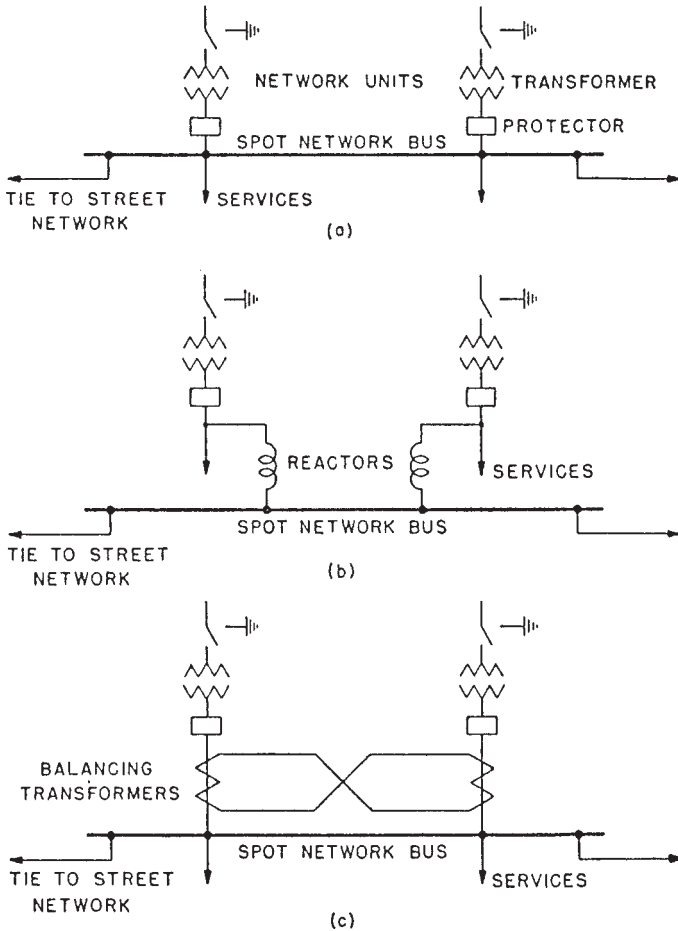 NETWORK UNITS
TRANSFORMER
PROTECTOR
SPOT NETWORK BUS
TIE TO STREET
NETWORK
SERVICES
(a)
REACTORS
SERVICES
SPOT NETWORK BUS
TIE TO STREET
NETWORK
(b)
BALANCING
TRANSFORMERS
SPOT NETWORK BUS
TIE TO STREET
NETWORK
SERVICES
(c)